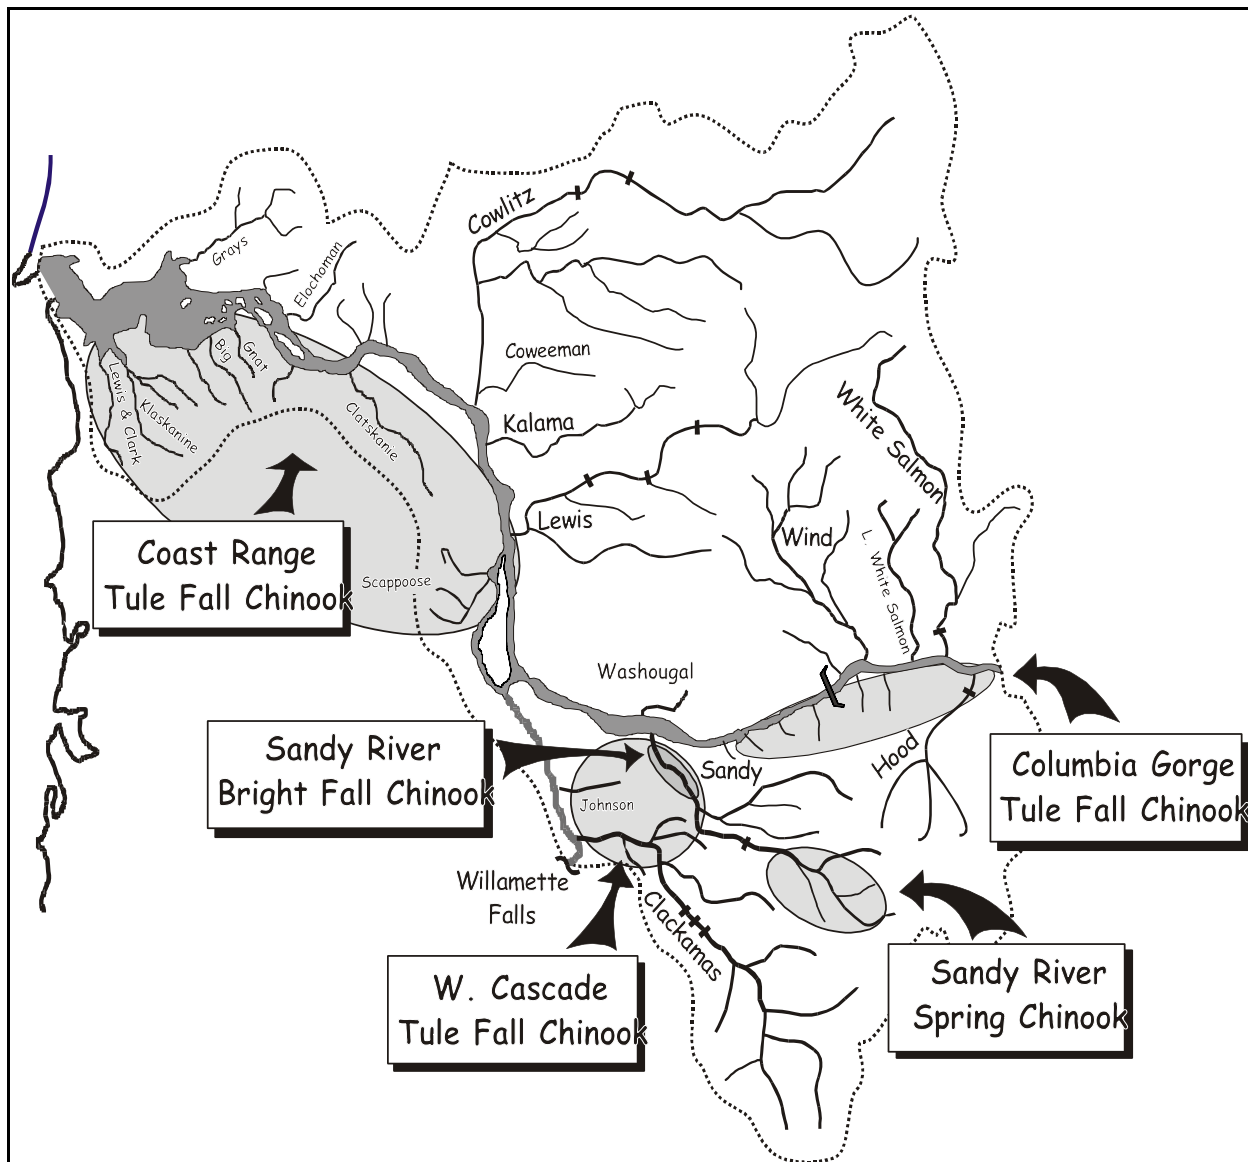 Cowlitz
Grays
Elochoman
Coweeman
Big
Gnat
Lewis & Clark
Klaskanine
Clatskanie
Kalama
White Salmon
Lewis
Wind
L. White Salmon
Coast Range
Tule Fall Chinook
Scappoose
Washougal
Sandy River
Bright Fall Chinook
Sandy
Hood
Columbia Gorge
Tule Fall Chinook
Johnson
Willamette
Falls
Clackamas
W. Cascade
Tule Fall Chinook
Sandy River
Spring Chinook